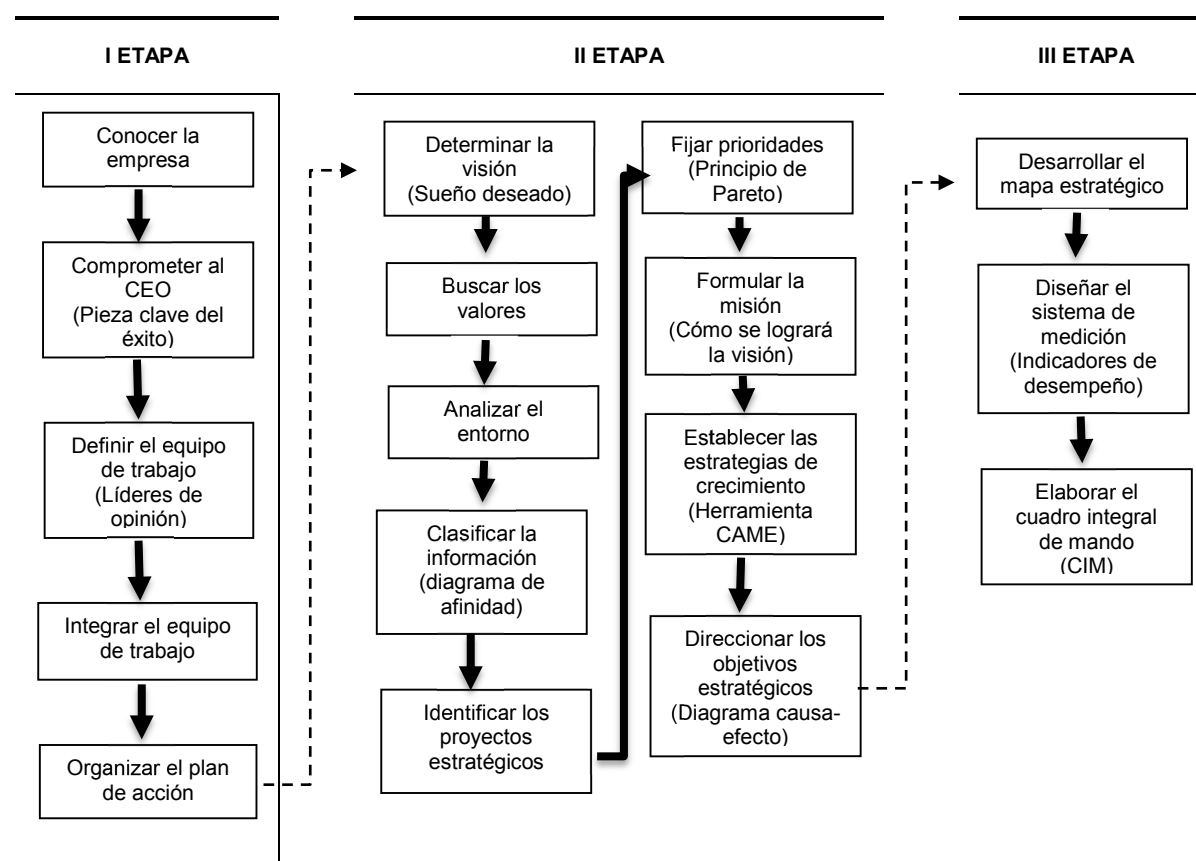 I ETAPA
Conocer la
empresa
Comprometer al
CEO
(Pieza clave del
éxito)
Definir el equipo
de trabajo
(Líderes de
opinión)
Integrar el equipo
de trabajo
Organizar el plan
de acción
II ETAPA
Determinar la
visión
(Sueño deseado)
Buscar los
valores
Analizar el
entorno
Clasificar la
información
(diagrama de
afinidad)
Identificar los
proyectos
estratégicos
Fijar prioridades
(Principio de
Pareto)
Formular la
misión
(Cómo se logrará
la visión)
Establecer las
estrategias de
crecimiento
(Herramienta
CAME)
Direccionar los
objetivos
estratégicos
(Diagrama causa-
efecto)
III ETAPA
Desarrollar el
mapa estratégico
Diseñar el
sistema de
medición
(Indicadores de
desempeño)
Elaborar el
cuadro integral
de mando
(CIM)